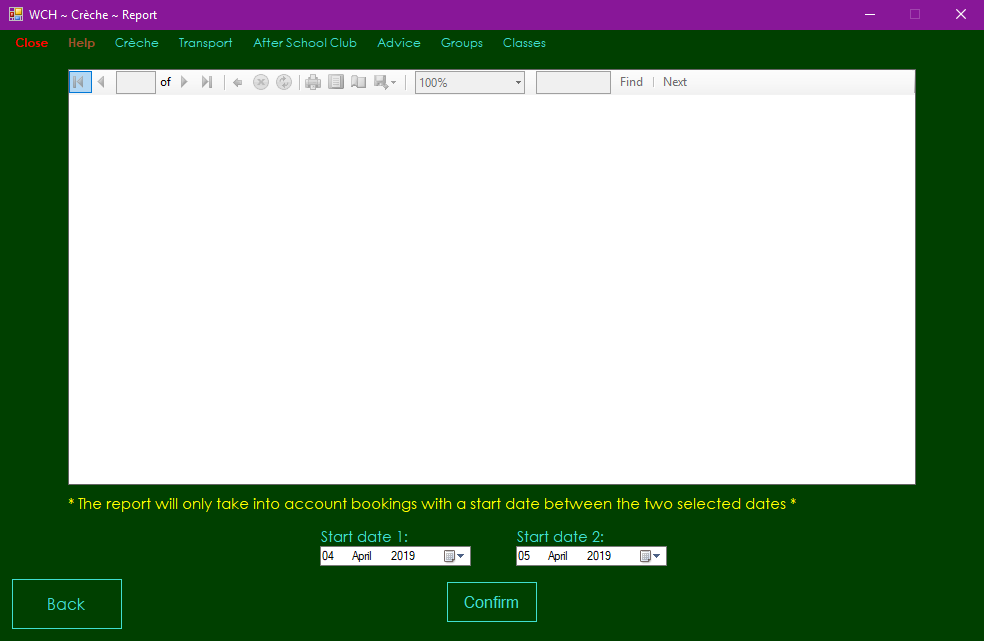 WCH ~ Crèche ~ Report
Close Help Crèche Transport After School Club Advice Groups Classes
of 100% Find Next
* The report will only take into account bookings with a start date between the two selected dates *
Start date 1: Start date 2:
04 April 2019 05 April 2019
Back Confirm